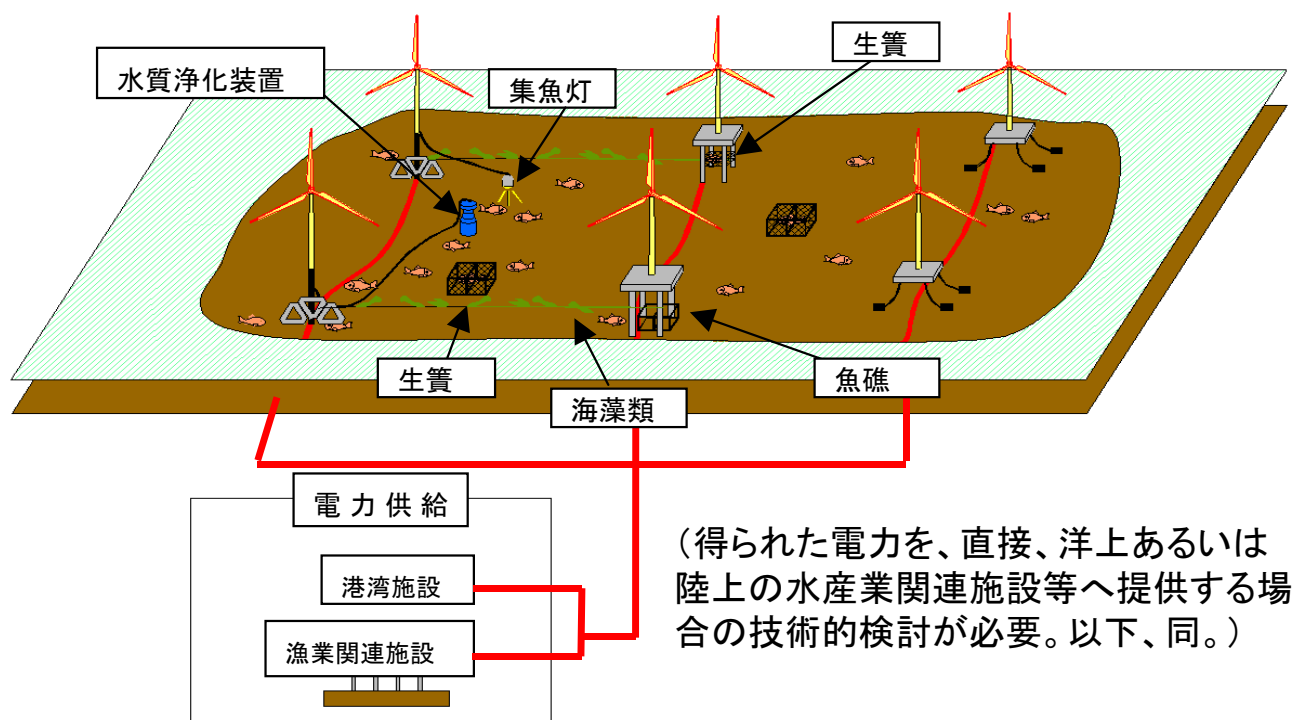 生簀
水質浄化装置
集魚灯
生簀
魚礁
海藻類
電力供給
港湾施設
漁業関連施設
（得られた電力を、直接、洋上あるいは
陸上の水産業関連施設等へ提供する場
合の技術的検討が必要。以下、同。）